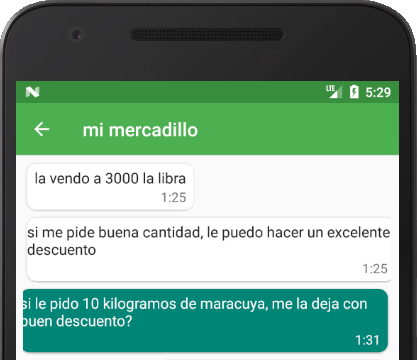 LTE 5:29
mi mercadillo
la vendo a 3000 la libra
1:25
si me pide buena cantidad, le puedo hacer un excelente
descuento
1:25
si le pido 10 kilogramos de maracuya, me la deja con
buen descuento?
1:31